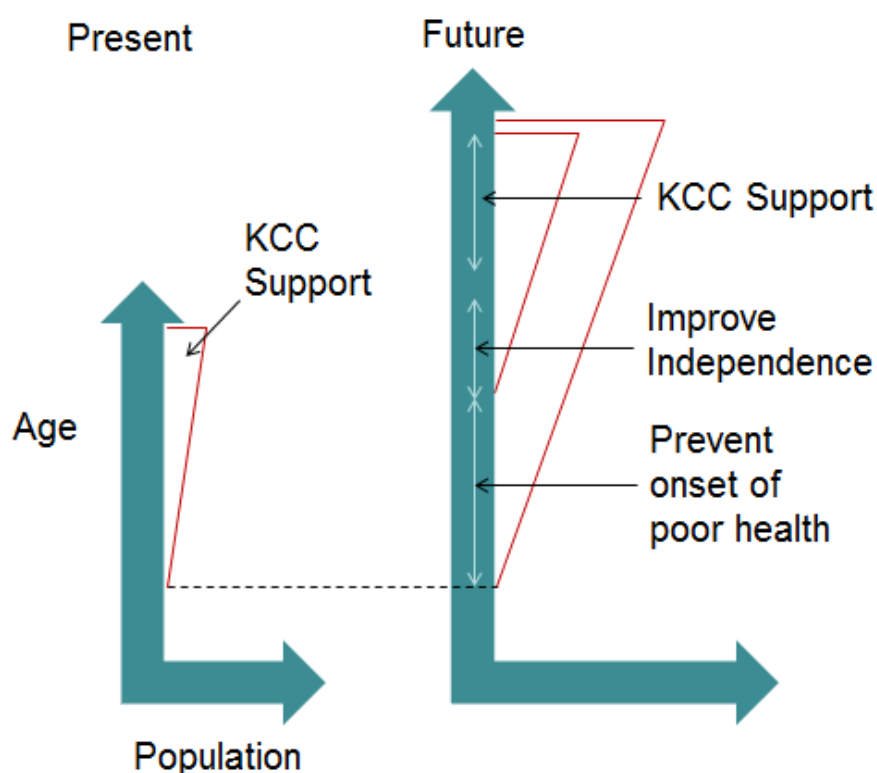 Present
Future
KCC
Support
KCC Support
Improve
Independence
Age
Prevent
onset of
poor health
Population